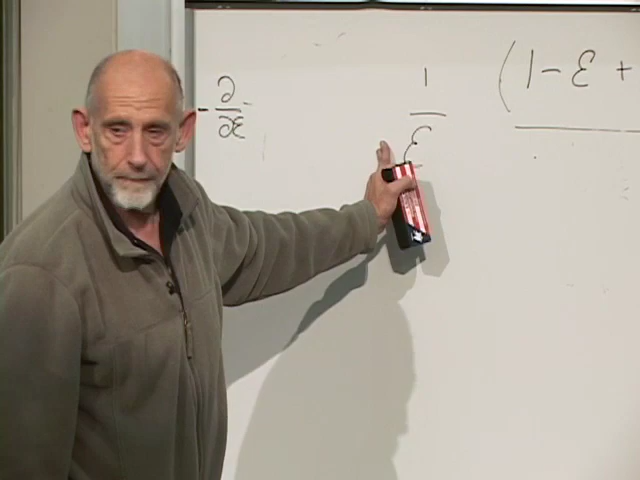 - ∂/∂ε 1/ε (1 - ε +